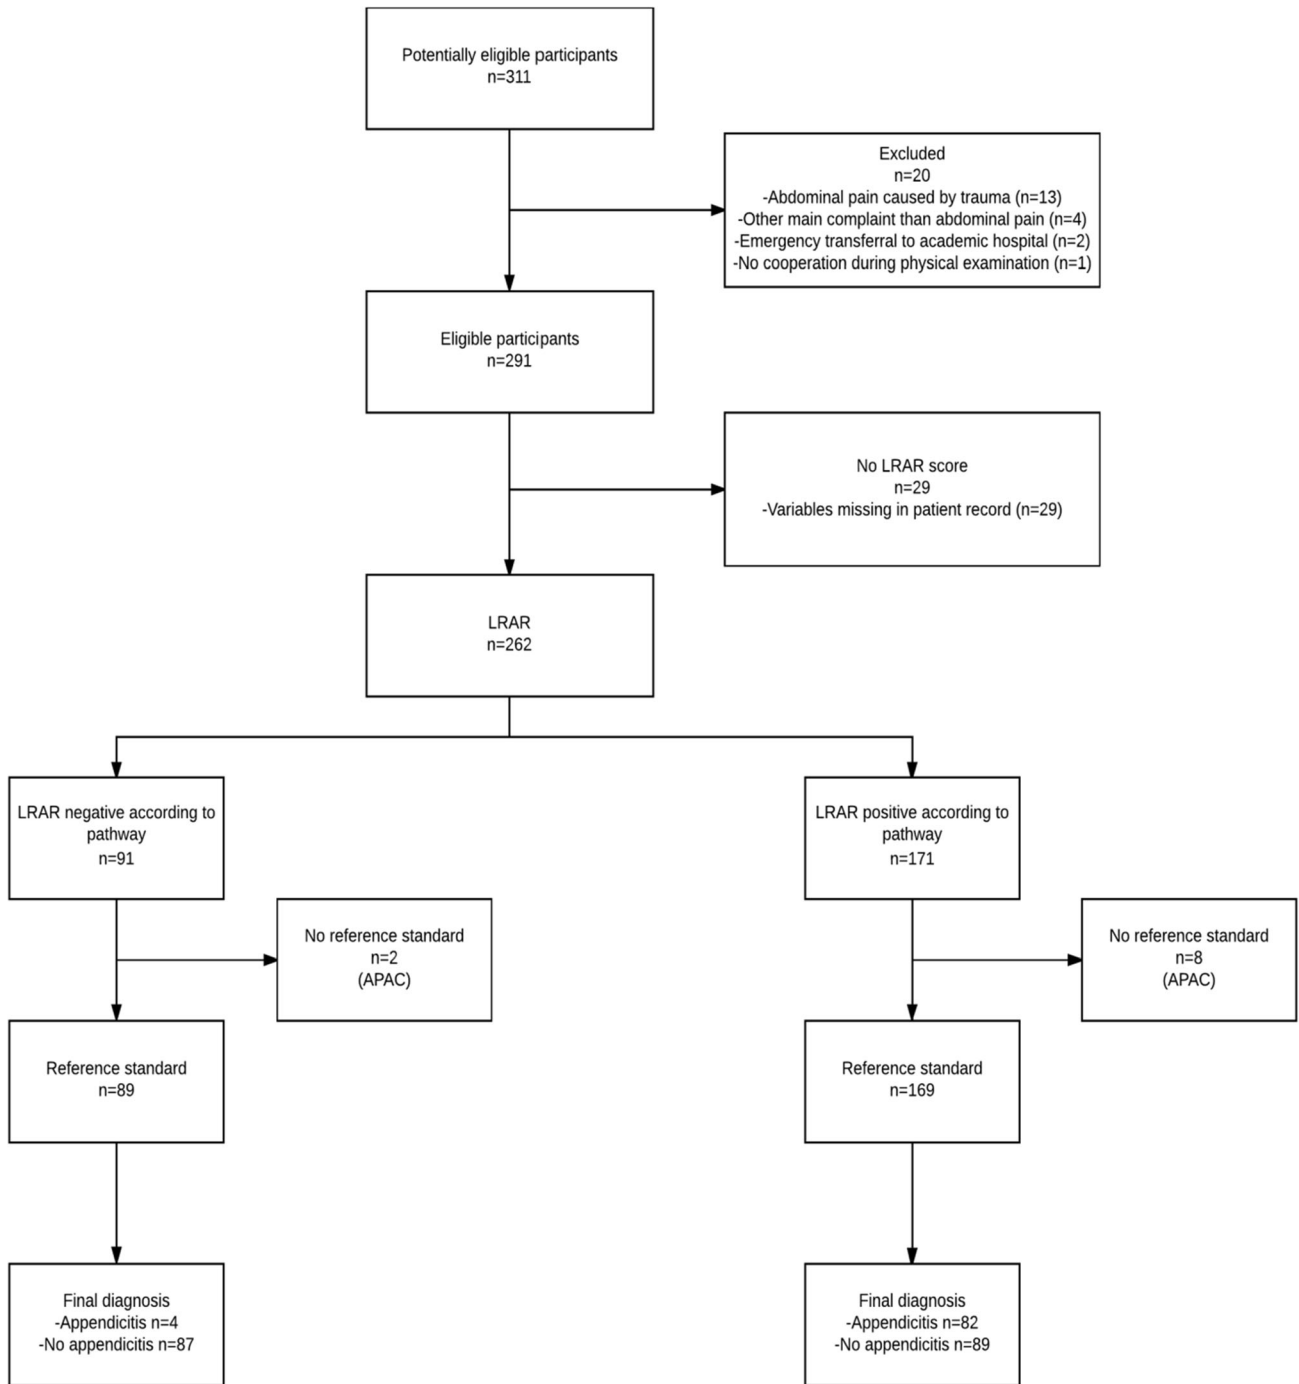 Potentially eligible participants
n=311
Excluded
n=20
-Abdominal pain caused by trauma (n=13)
-Other main complaint than abdominal pain (n=4)
-Emergency transferral to academic hospital (n=2)
-No cooperation during physical examination (n=1)
Eligible participants
n=291
No LRAR score
n=29
-Variables missing in patient record (n=29)
LRAR
n=262
LRAR negative according to
pathway
n=91
LRAR positive according to
pathway
n=171
No reference standard
n=2
(APAC)
No reference standard
n=8
(APAC)
Reference standard
n=89
Reference standard
n=169
Final diagnosis
-Appendicitis n=4
-No appendicitis n=87
Final diagnosis
-Appendicitis n=82
-No appendicitis n=89